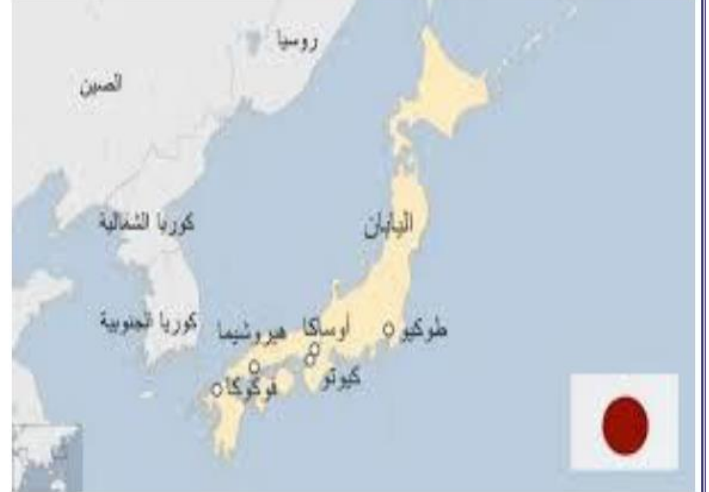 روسيا
الصين
كوريا الشمالية
اليابان
كوريا الجنوبية
هيروشيما
أوساكا
طوكيو
كيوتو
فوكوكا